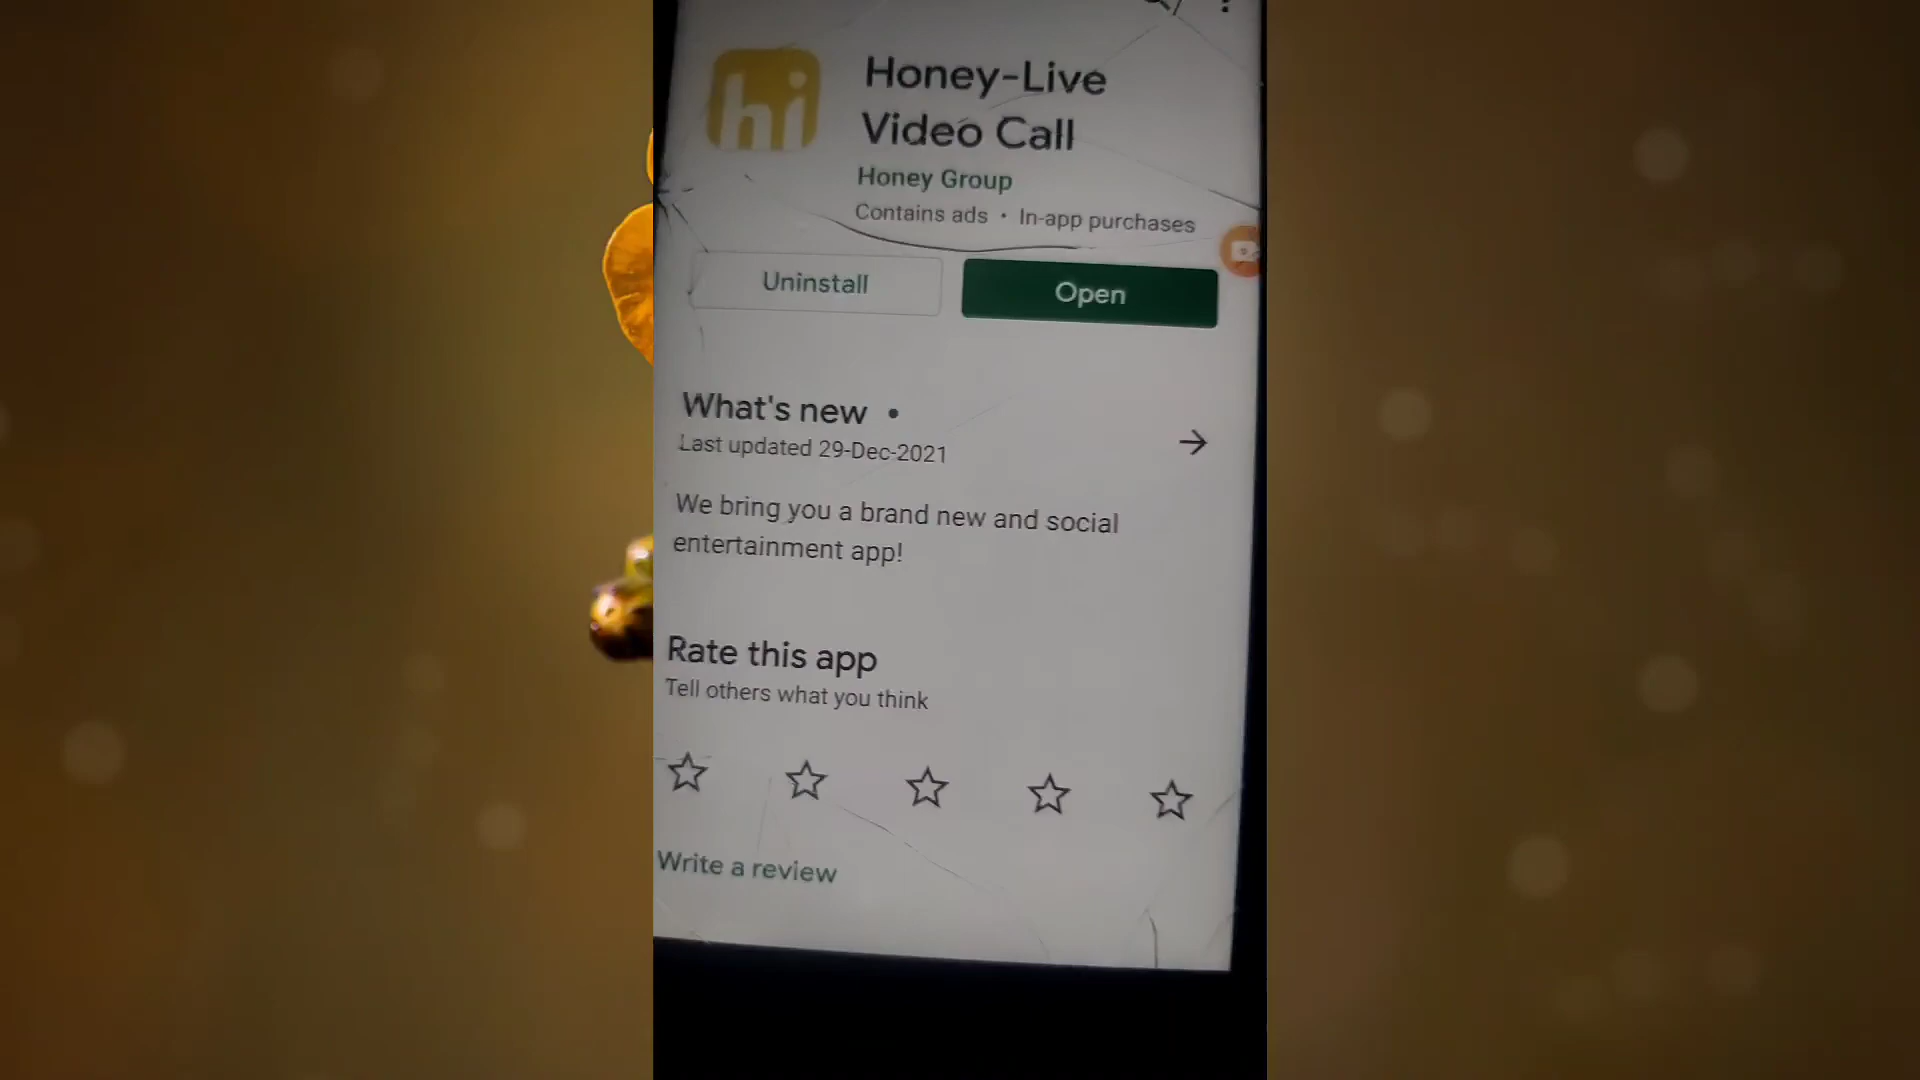 hi
Honey-Live
Video Call
Honey Group
Contains ads • In-app purchases
Uninstall
Open
What's new •
Last updated 29-Dec-2021
We bring you a brand new and social
entertainment app!
Rate this app
Tell others what you think
Write a review